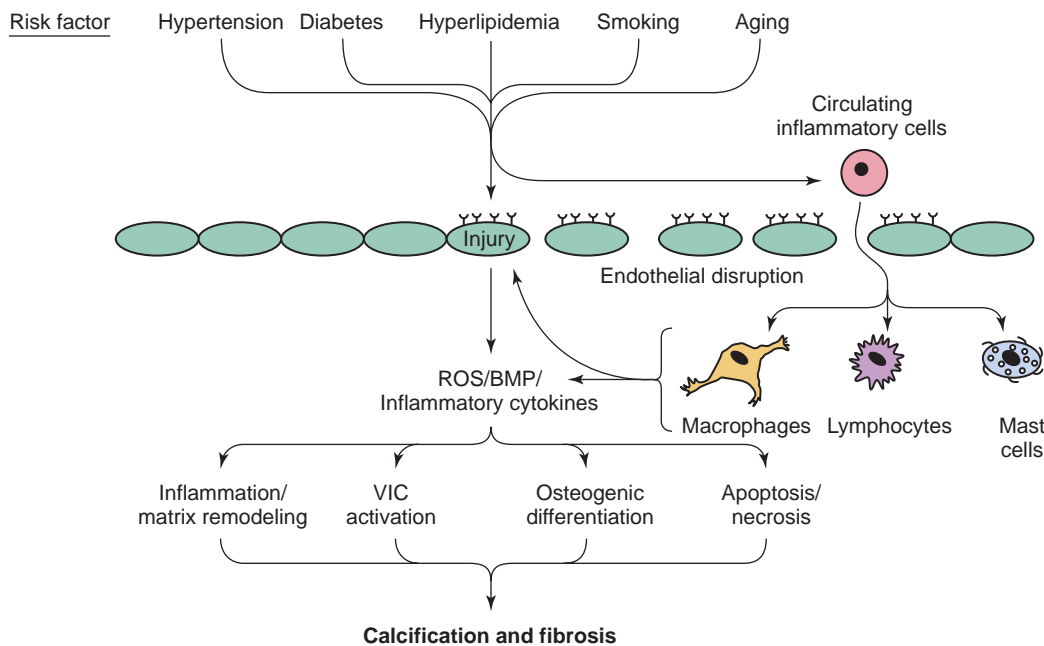 Risk factor
Hypertension
Diabetes
Hyperlipidemia
Smoking
Aging
Circulating
inflammatory cells
Injury
Endothelial disruption
ROS/BMP/
Inflammatory cytokines
Macrophages
Lymphocytes
Mast
cells
Inflammation/
matrix remodeling
VIC
activation
Osteogenic
differentiation
Apoptosis/
necrosis
Calcification and fibrosis